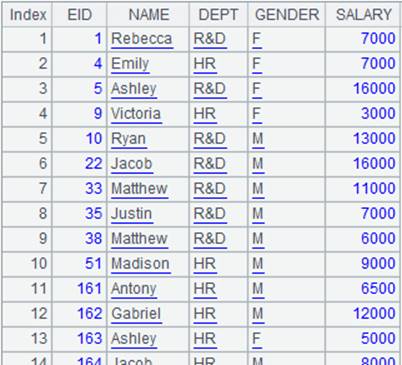 Index EID NAME DEPT GENDER SALARY
1 1 Rebecca R&D F 7000
2 4 Emily HR F 7000
3 5 Ashley R&D F 16000
4 9 Victoria HR F 3000
5 10 Ryan R&D M 13000
6 22 Jacob R&D M 16000
7 33 Matthew R&D M 11000
8 35 Justin R&D M 7000
9 38 Matthew R&D M 6000
10 51 Madison HR M 9000
11 161 Antony HR M 6500
12 162 Gabriel HR M 12000
13 163 Ashley HR F 5000
14 164 Jacob HR M 8000